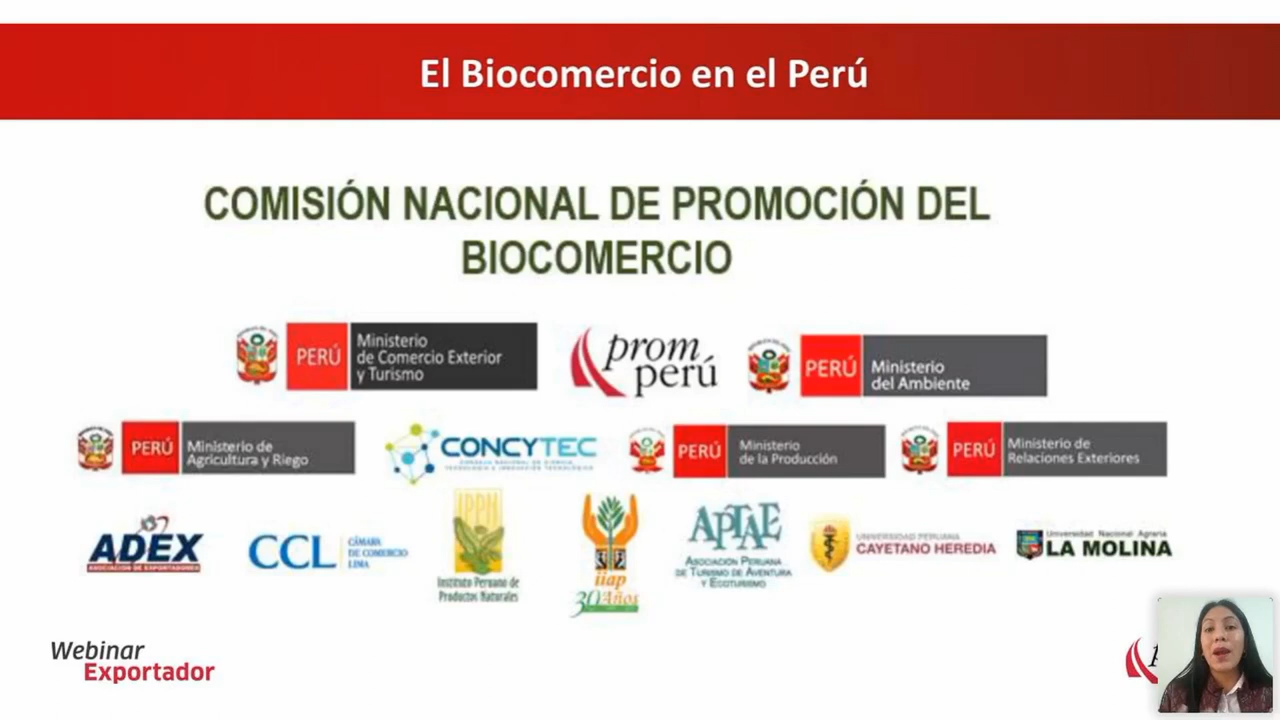 El Biocomercio en el Perú
COMISIÓN NACIONAL DE PROMOCIÓN DEL
BIOCOMERCIO
PERÚ
Ministerio
de Comercio Exterior
y Turismo
prom
perú
PERÚ
Ministerio
del Ambiente
PERÚ
Ministerio de
Agricultura y Riego
CONCYTEC
PERÚ
Ministerio
de la Producción
PERÚ
Ministerio de
Relaciones Exteriores
ADEX
ASOCIACIÓN DE EXPORTADORES
CCL
CÁMARA
DE COMERCIO
LIMA
IPPN
Instituto Peruano de
Productos Naturales
iiap
30 Años
APTAE
ASOCIACIÓN PERUANA
DE TURISMO DE AVENTURA
Y ECOTURISMO
UNIVERSIDAD PERUANA
CAYETANO HEREDIA
Universidad Nacional Agraria
LA MOLINA
Webinar
Exportador